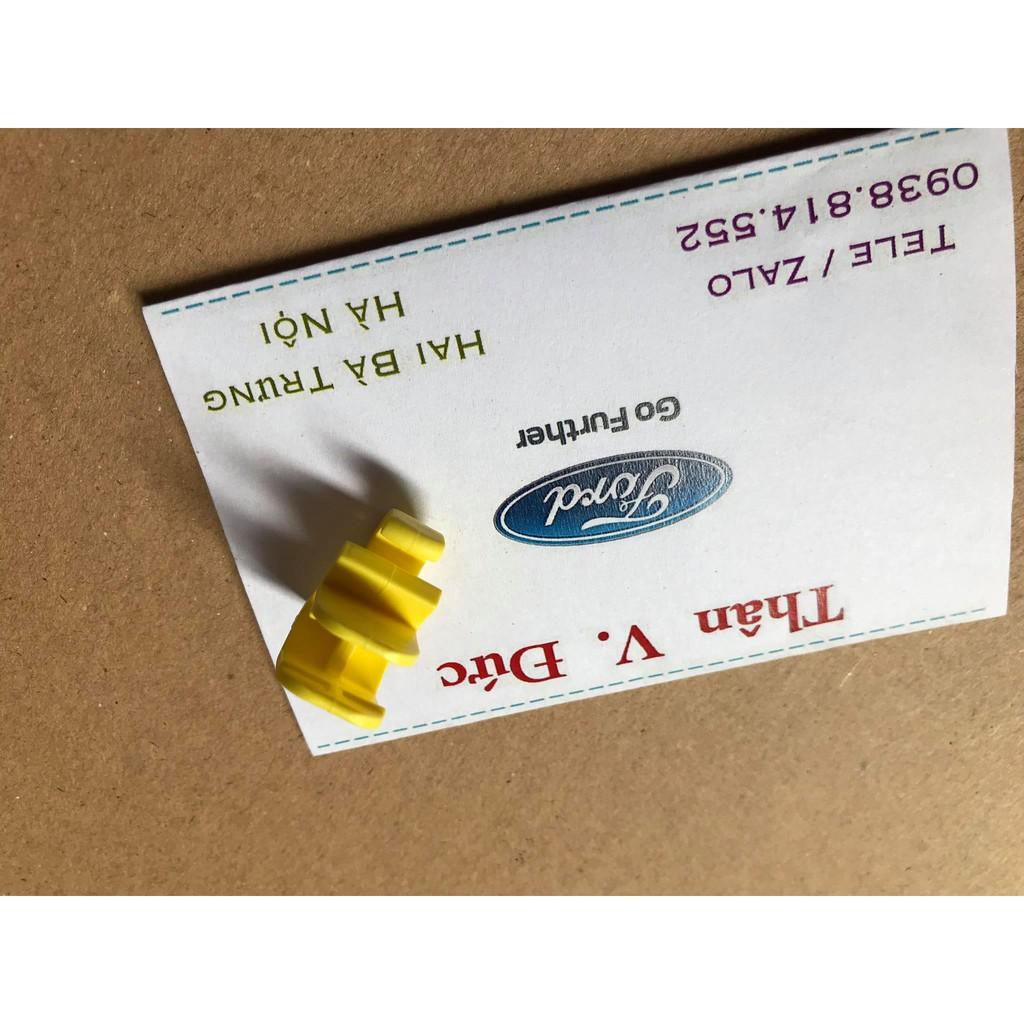 Thân V. Đức
Ford
Go Further
TELE / ZALO
0938.814.552
HAI BÀ TRƯNG
HÀ NỘI